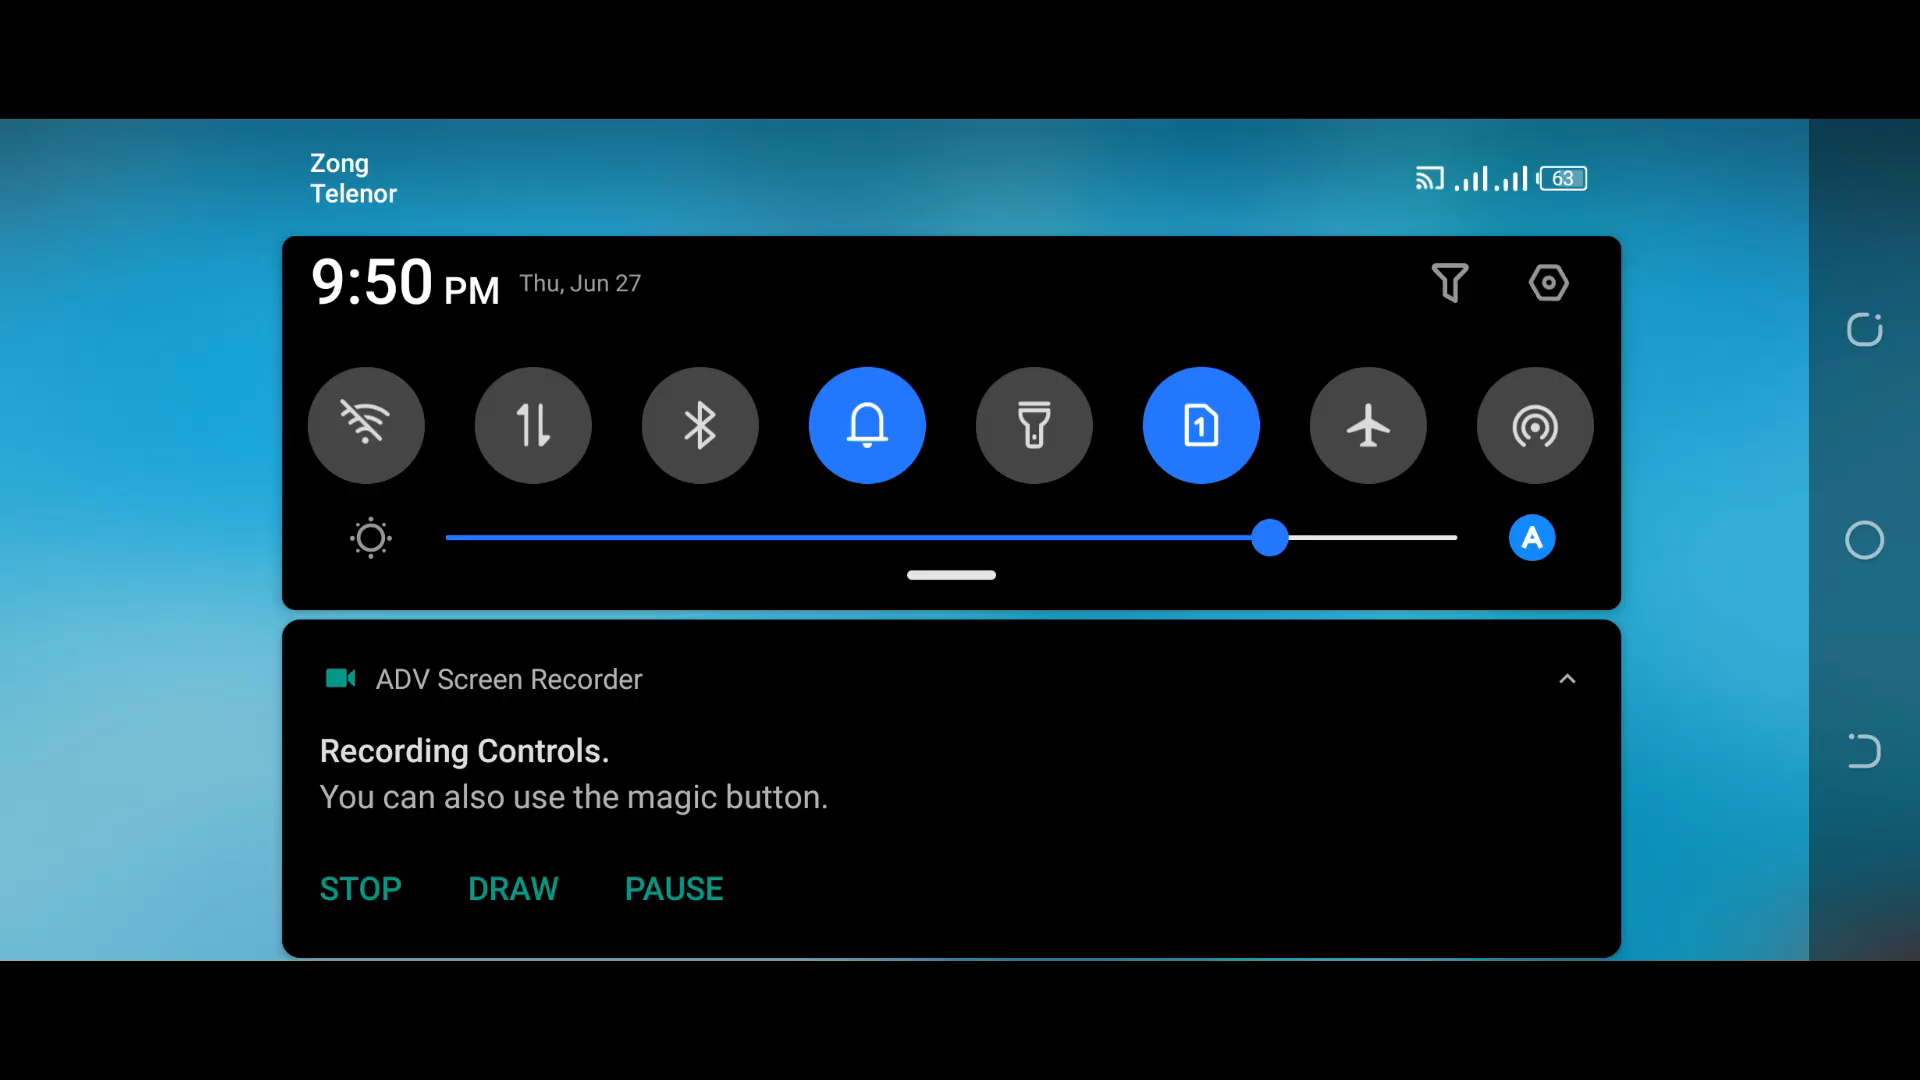 Zong
Telenor
63
9:50 PM Thu, Jun 27
1
A
ADV Screen Recorder
Recording Controls.
You can also use the magic button.
STOP DRAW PAUSE